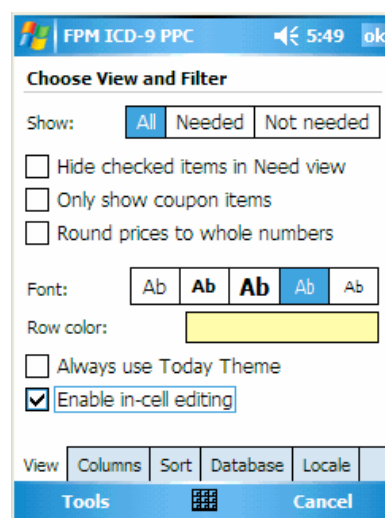 FPM ICD-9 PPC 5:49 ok
Choose View and Filter
Show: All Needed Not needed
Hide checked items in Need view
Only show coupon items
Round prices to whole numbers
Font: Ab Ab Ab Ab Ab
Row color:
Always use Today Theme
Enable in-cell editing
View Columns Sort Database Locale
Tools Cancel